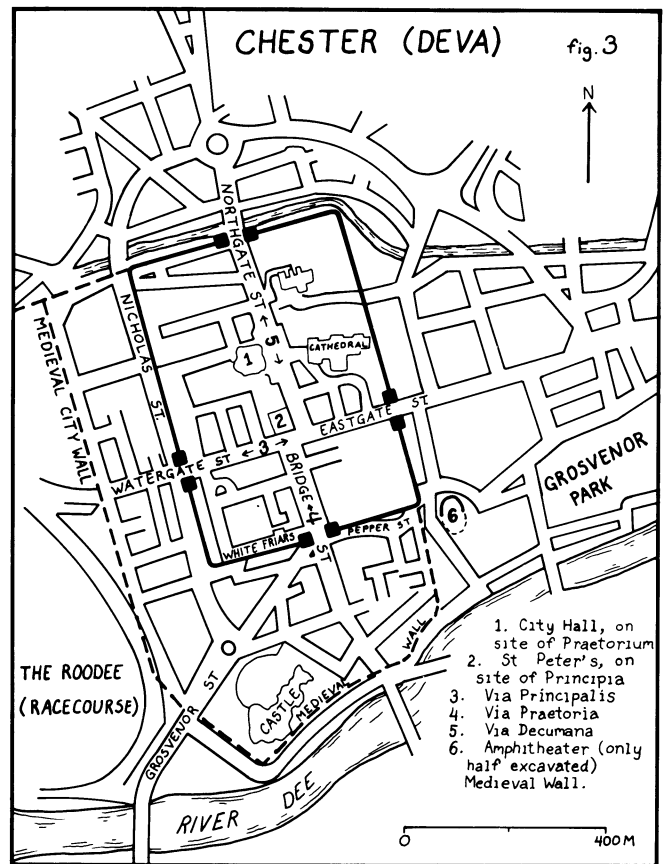 CHESTER (DEVA)
fig. 3
N
NORTHGATE ST
NICHOLAS ST.
MEDIEVAL CITY WALL
5
1
CATHEDRAL
2
EASTGATE ST
WATERGATE ST
3
BRIDGE ST
4
GROSVENOR
PARK
6
WHITE FRIARS
PEPPER ST
THE ROODEE
(RACECOURSE)
GROSVENOR ST
CASTLE
MEDIEVAL WALL
1. City Hall, on
site of Praetorium
2. St Peter's, on
site of Principia
3. Via Principalis
4. Via Praetoria
5. Via Decumana
6. Amphitheater (only
half excavated)
Medieval Wall.
RIVER DEE
0 400 M